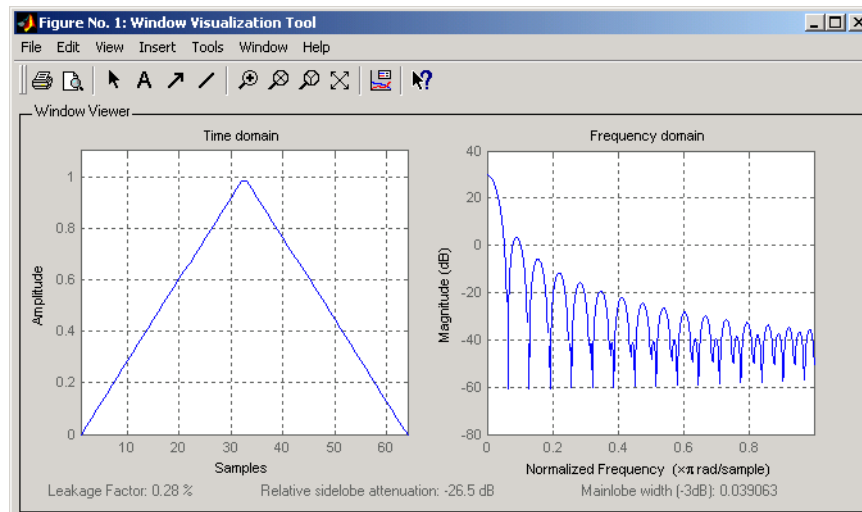 Figure No. 1: Window Visualization Tool
File Edit View Insert Tools Window Help
A
Window Viewer
Time domain
Amplitude
1
0.8
0.6
0.4
0.2
0
10 20 30 40 50 60
Samples
Frequency domain
Magnitude (dB)
40
20
0
-20
-40
-60
-80
0 0.2 0.4 0.6 0.8
Normalized Frequency (×π rad/sample)
Leakage Factor: 0.28 % Relative sidelobe attenuation: -26.5 dB Mainlobe width (-3dB): 0.039063